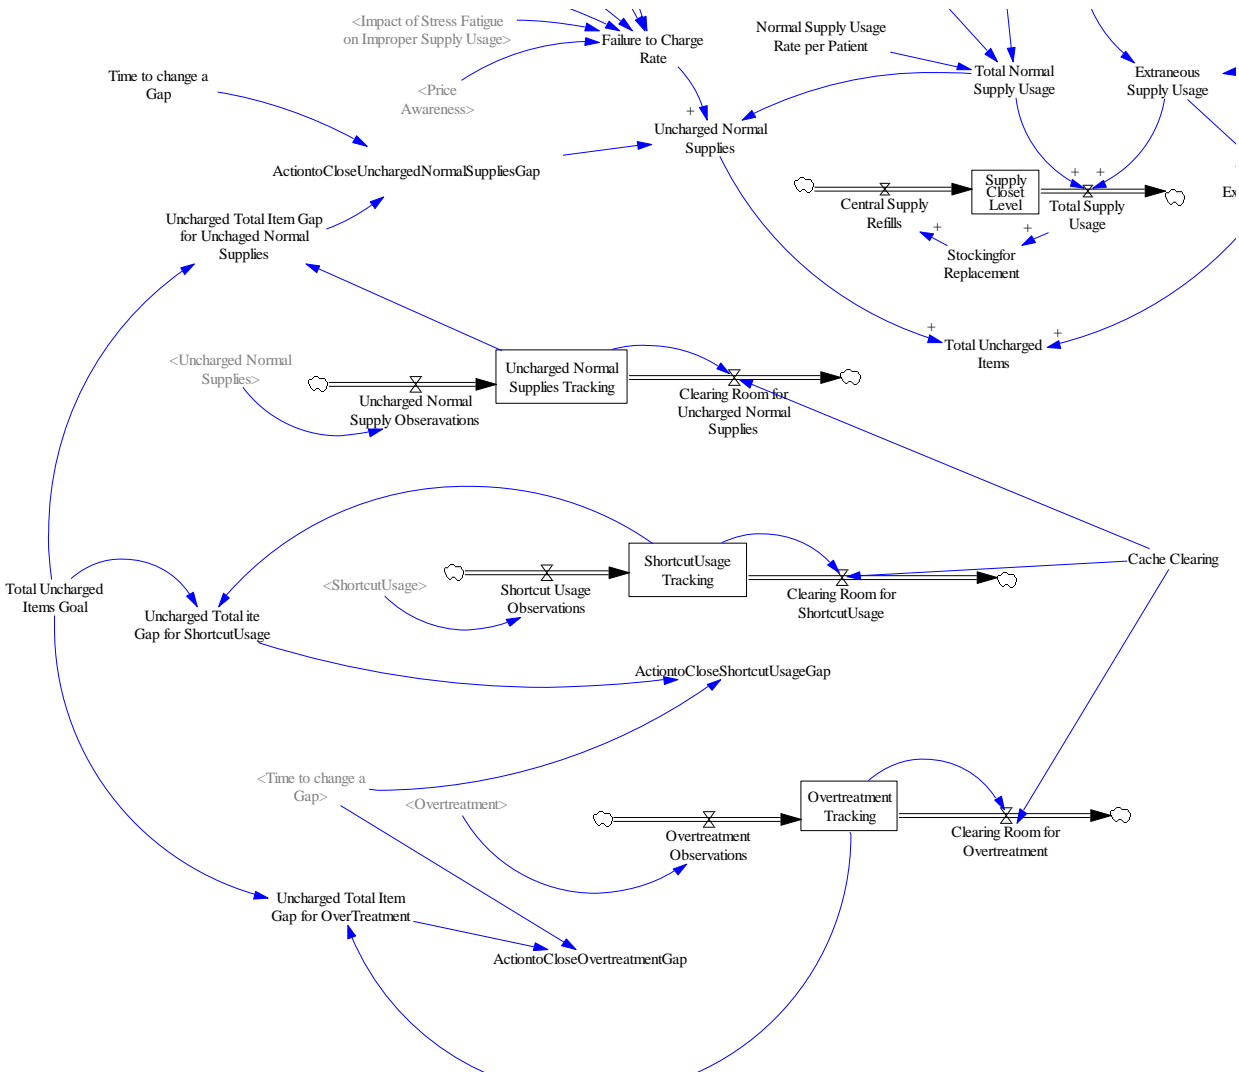 <Impact of Stress Fatigue
on Improper Supply Usage>
Failure to Charge
Rate
Normal Supply Usage
Rate per Patient
Total Normal
Supply Usage
Extraneous
Supply Usage
Time to change a
Gap
<Price
Awareness>
+
Uncharged Normal
Supplies
ActiontoCloseUnchargedNormalSuppliesGap
+ +
Supply
Closet
Level
Central Supply
Refills
Total Supply
Usage
Ex
Uncharged Total Item Gap
for Unchaged Normal
Supplies
+
+
Stockingfor
Replacement
+
+
Total Uncharged
Items
<Uncharged Normal
Supplies>
Uncharged Normal
Supplies Tracking
Uncharged Normal
Supply Obseravations
Clearing Room for
Uncharged Normal
Supplies
ShortcutUsage
Tracking
Cache Clearing
<ShortcutUsage>
Shortcut Usage
Observations
Clearing Room for
ShortcutUsage
Total Uncharged
Items Goal
Uncharged Total ite
Gap for ShortcutUsage
ActiontoCloseShortcutUsageGap
<Time to change a
Gap>
<Overtreatment>
Overtreatment
Tracking
Overtreatment
Observations
Clearing Room for
Overtreatment
Uncharged Total Item
Gap for OverTreatment
ActiontoCloseOvertreatmentGap